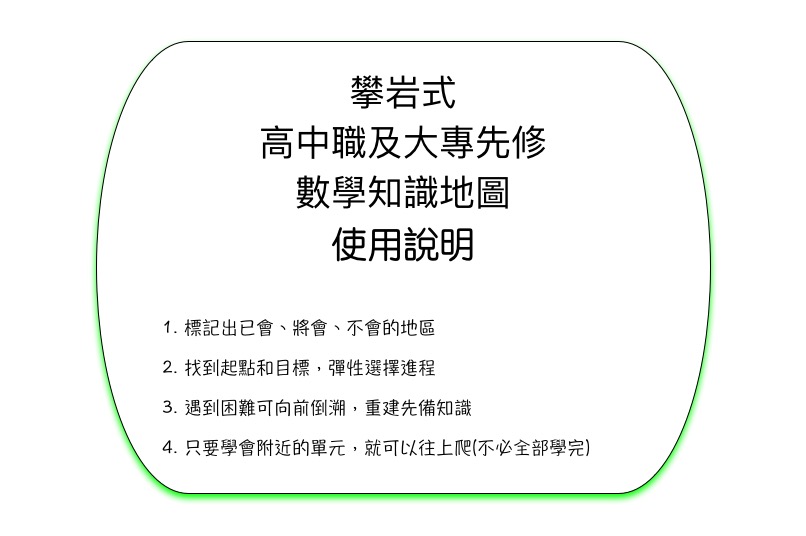 攀岩式
高中職及大專先修
數學知識地圖
使用說明
1. 標記出已會、將會、不會的地區
2. 找到起點和目標，彈性選擇進程
3. 遇到困難可向前倒溯，重建先備知識
4. 只要學會附近的單元，就可以往上爬(不必全部學完)